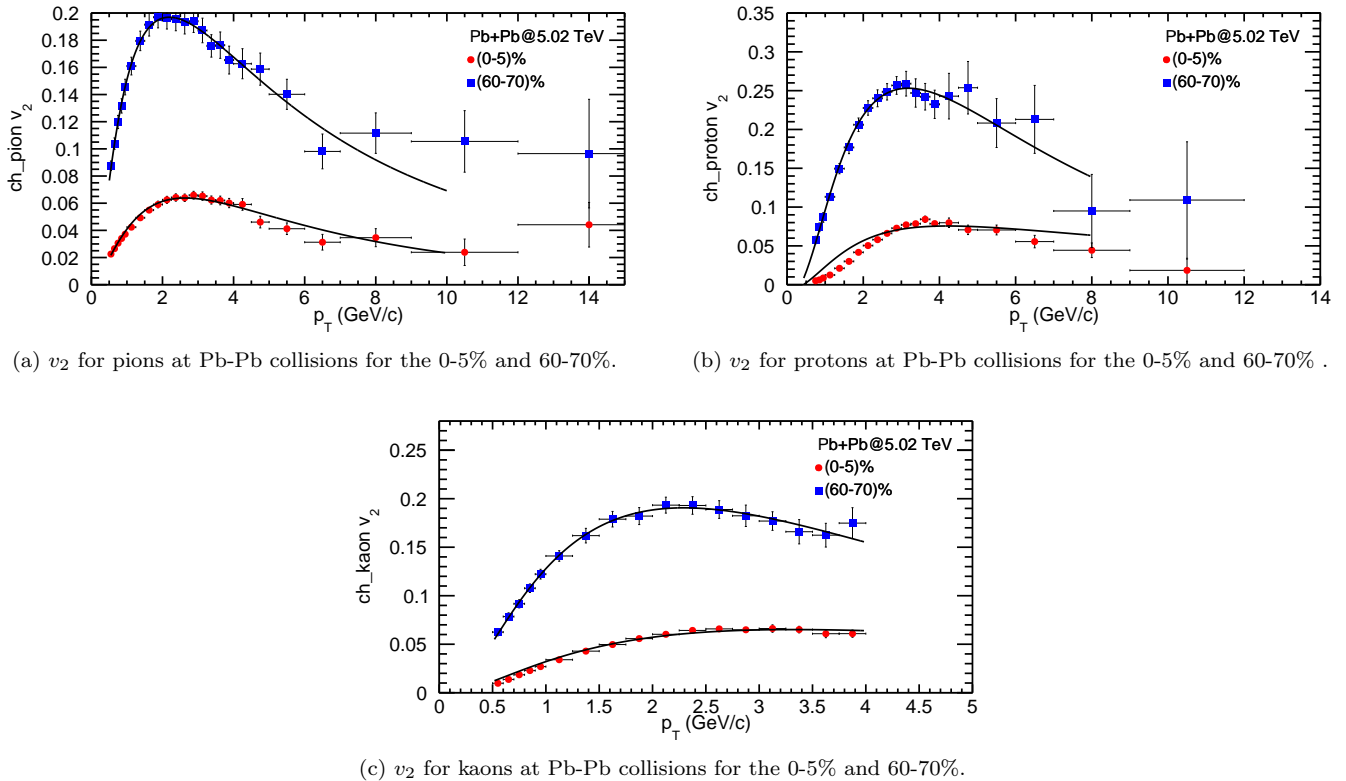 0.2
0.18
0.16
0.14
0.12
0.1
0.08
0.06
0.04
0.02
0
ch_pion v2
Pb+Pb@5.02 TeV
(0-5)%
(60-70)%
0 2 4 6 8 10 12 14
p_T (GeV/c)
(a) v2 for pions at Pb-Pb collisions for the 0-5% and 60-70%.
0.35
0.3
0.25
0.2
0.15
0.1
0.05
0
ch_proton v2
Pb+Pb@5.02 TeV
(0-5)%
(60-70)%
0 2 4 6 8 10 12 14
p_T (GeV/c)
(b) v2 for protons at Pb-Pb collisions for the 0-5% and 60-70% .
0.25
0.2
0.15
0.1
0.05
0
ch_kaon v2
Pb+Pb@5.02 TeV
(0-5)%
(60-70)%
0 0.5 1 1.5 2 2.5 3 3.5 4 4.5 5
p_T (GeV/c)
(c) v2 for kaons at Pb-Pb collisions for the 0-5% and 60-70%.